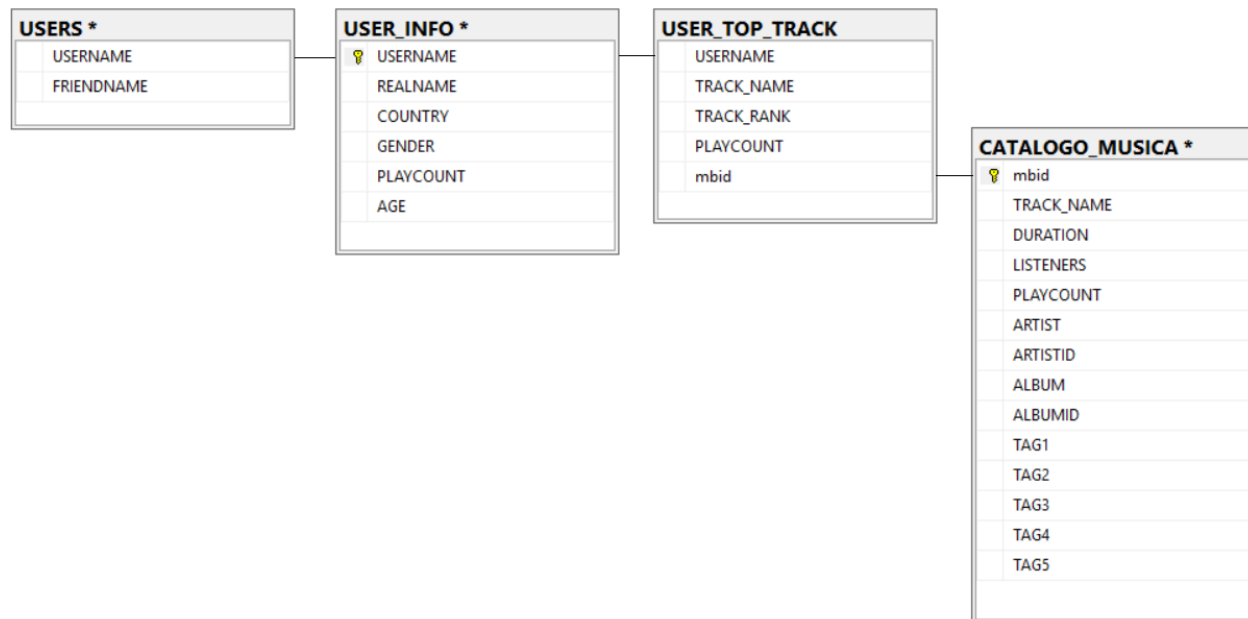 USERS *
USERNAME
FRIENDNAME
USER_INFO *
USERNAME
REALNAME
COUNTRY
GENDER
PLAYCOUNT
AGE
USER_TOP_TRACK
USERNAME
TRACK_NAME
TRACK_RANK
PLAYCOUNT
mbid
CATALOGO_MUSICA *
mbid
TRACK_NAME
DURATION
LISTENERS
PLAYCOUNT
ARTIST
ARTISTID
ALBUM
ALBUMID
TAG1
TAG2
TAG3
TAG4
TAG5